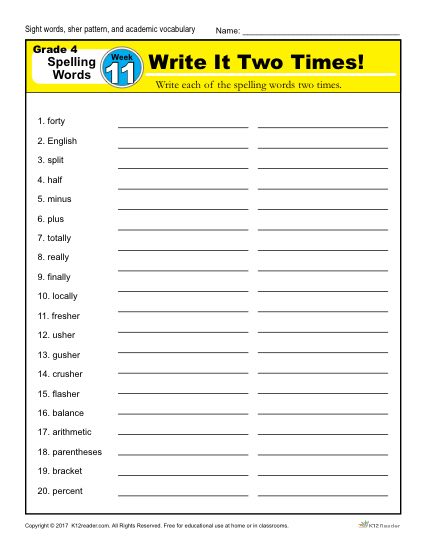 Sight words, sher pattern, and academic vocabulary
Name:
Grade 4
Spelling
Words
Week
11
Write It Two Times!
Write each of the spelling words two times.
1. forty
2. English
3. split
4. half
5. minus
6. plus
7. totally
8. really
9. finally
10. locally
11. fresher
12. usher
13. gusher
14. crusher
15. flasher
16. balance
17. arithmetic
18. parentheses
19. bracket
20. percent
Copyright © 2017 K12reader.com. All Rights Reserved. Free for educational use at home or in classrooms.
K12Reader